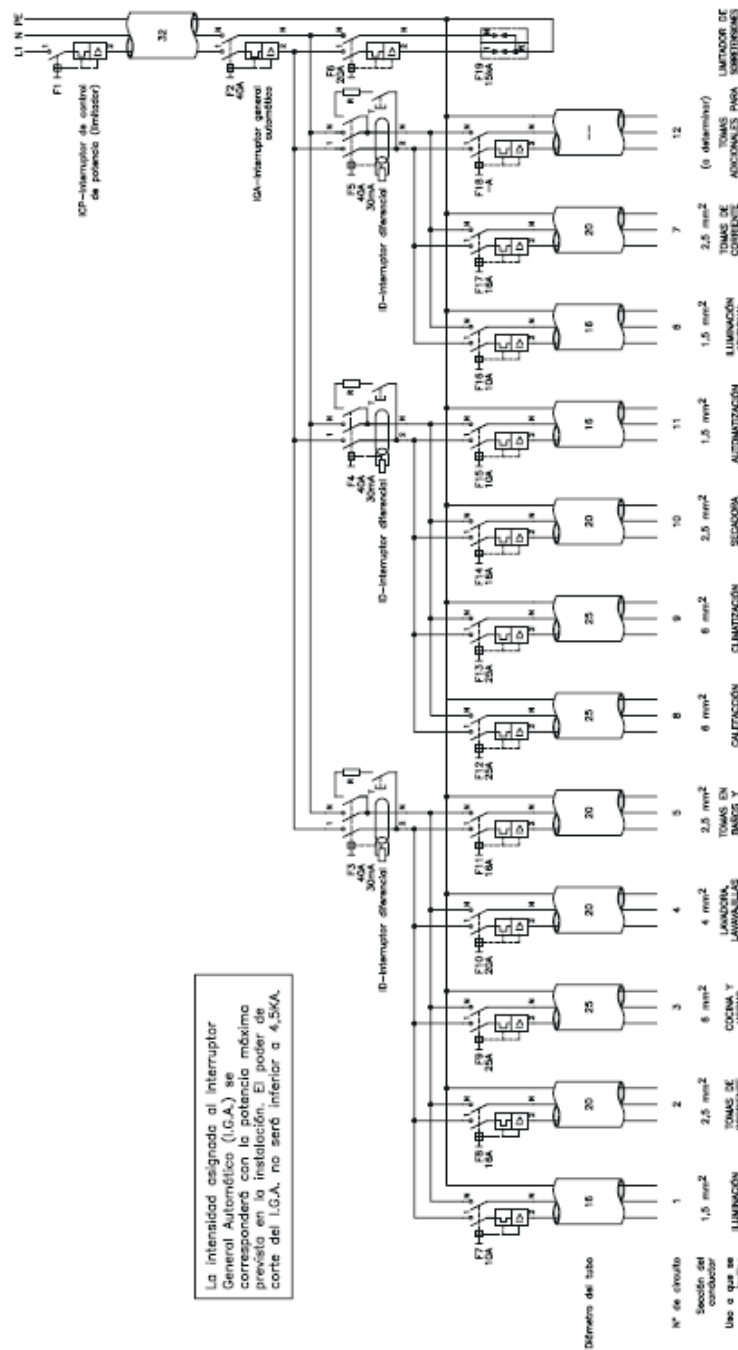 L1 N PE
F1
ICP-Interruptor de control
de potencia (limitador)
32
F2
40A
IGA-Interruptor general
automático
F6
20A
F19
15kA
La intensidad asignada al Interruptor
General Automático (I.G.A.) se
corresponderá con la potencia máxima
prevista en la instalación. El poder de
corte del I.G.A. no será inferior a 4,5KA.
F3
40A
30mA
ID-Interruptor diferencial
F4
40A
30mA
ID-Interruptor diferencial
F5
40A
30mA
ID-Interruptor diferencial
F7
10A
F8
16A
F9
25A
F10
20A
F11
16A
F12
25A
F13
25A
F14
16A
F15
10A
F16
10A
F17
16A
F18
-A
Diámetro del tubo
16 20 25 20 20 25 25 20 16 16 20 --
Nº de circuito
1 2 3 4 5 8 9 10 11 6 7 12
Sección del
conductor
1,5 mm² 2,5 mm² 6 mm² 4 mm² 2,5 mm² 6 mm² 6 mm² 2,5 mm² 1,5 mm² 1,5 mm² 2,5 mm² (a determinar)
Uso a que se
ILUMINACIÓN
TOMAS DE
COCINA Y
LAVADORA,
LAVAVAJILLAS
TOMAS EN
BAÑOS Y
CALEFACCIÓN
CLIMATIZACIÓN
SECADORA
AUTOMATIZACIÓN
ILUMINACIÓN
TOMAS DE
CORRIENTE
TOMAS
ADICIONALES PARA
LIMITADOR DE
SOBRETENSIONES